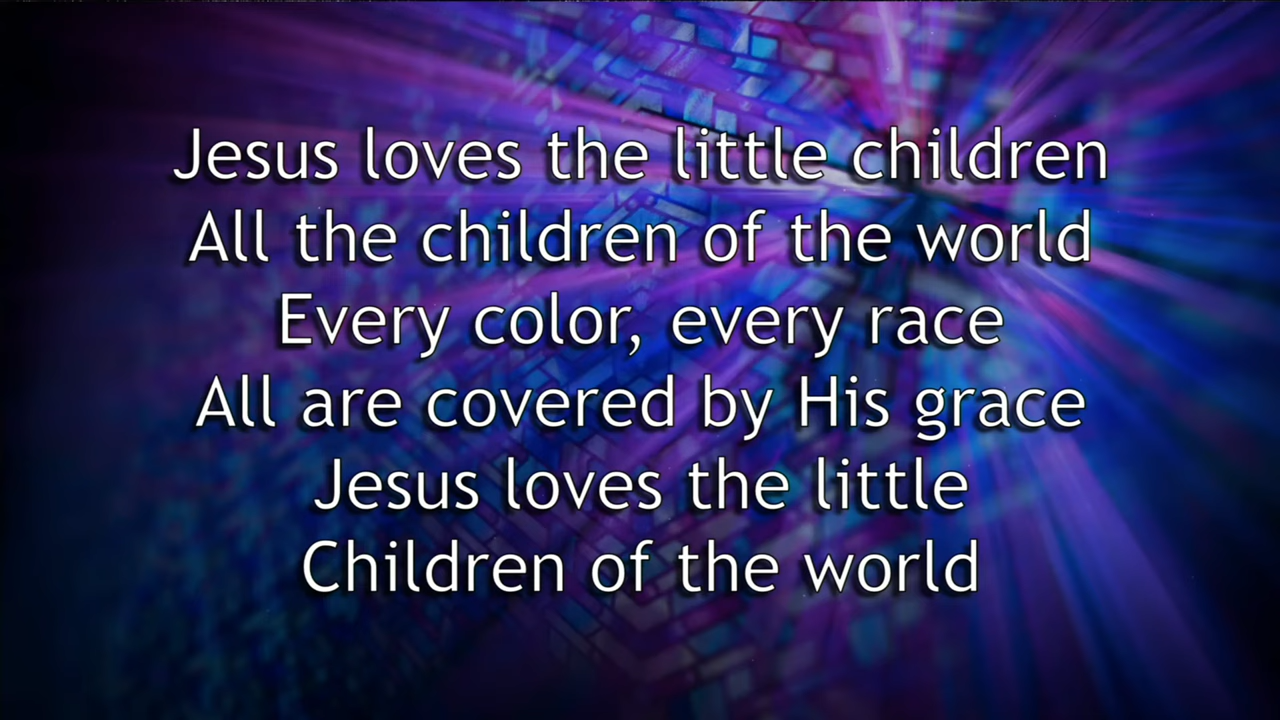 Jesus loves the little children
All the children of the world
Every color, every race
All are covered by His grace
Jesus loves the little
Children of the world